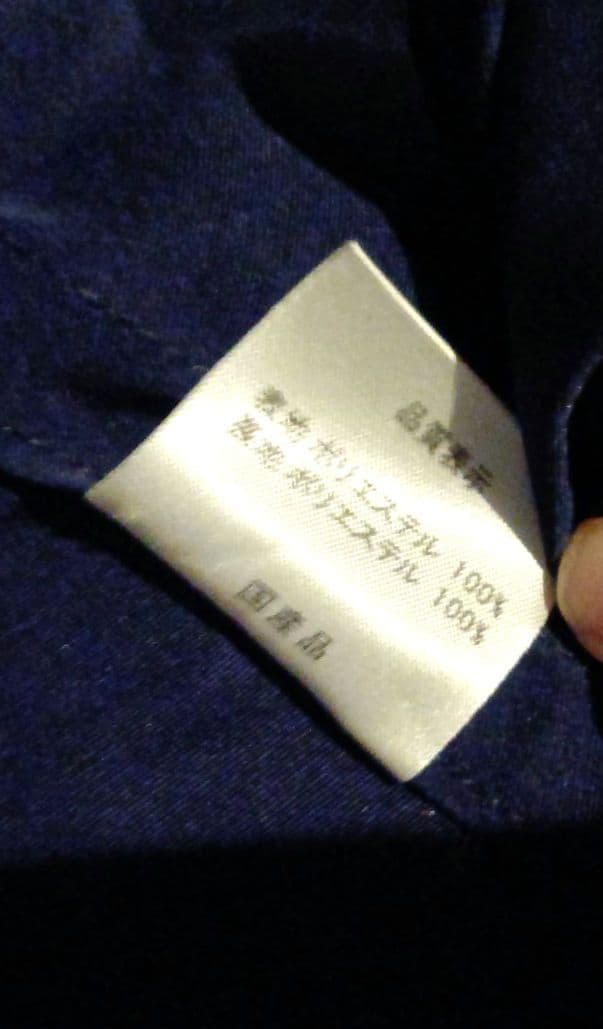 品質表示
表地 ポリエステル 100%
裏地 ポリエステル 100%
国産品